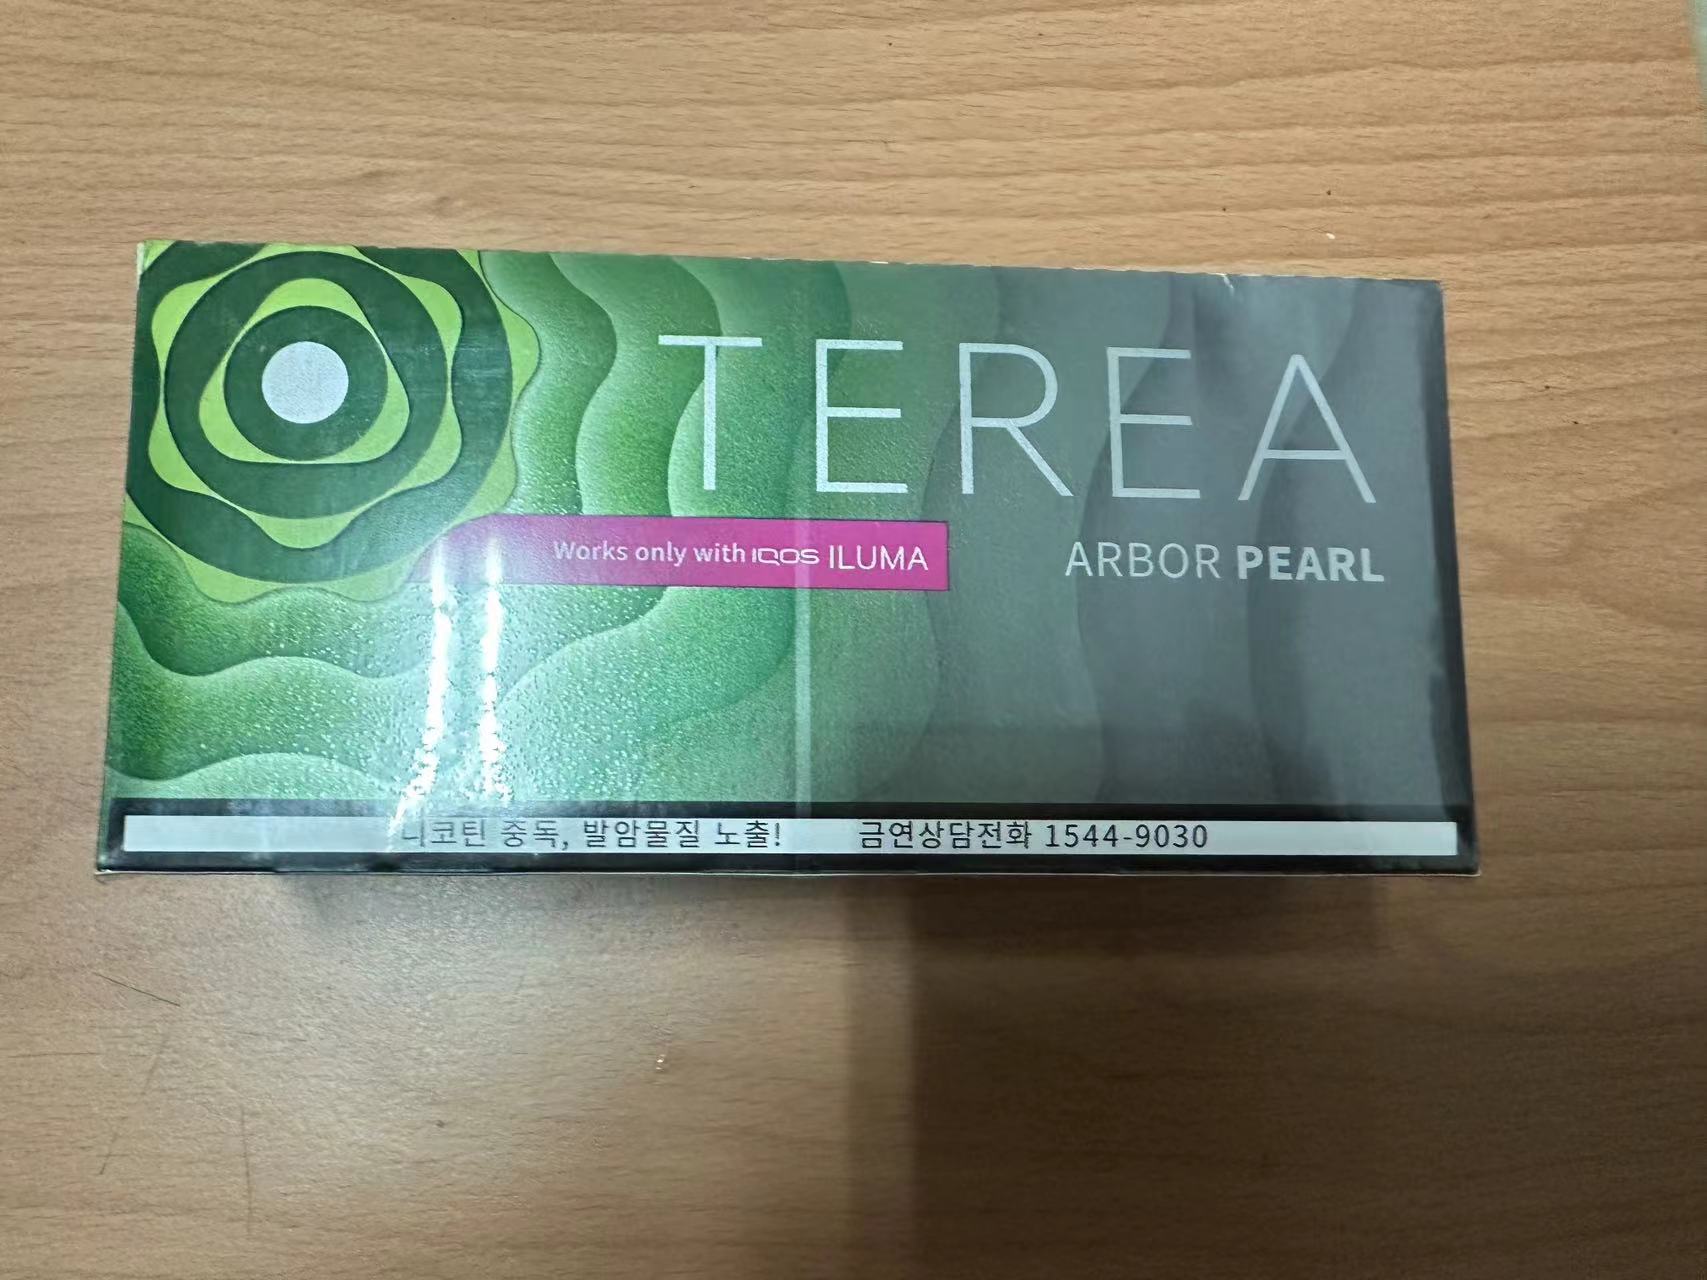 TEREA
Works only with IQOS ILUMA
ARBOR PEARL
니코틴 중독, 발암물질 노출! 금연상담전화 1544-9030